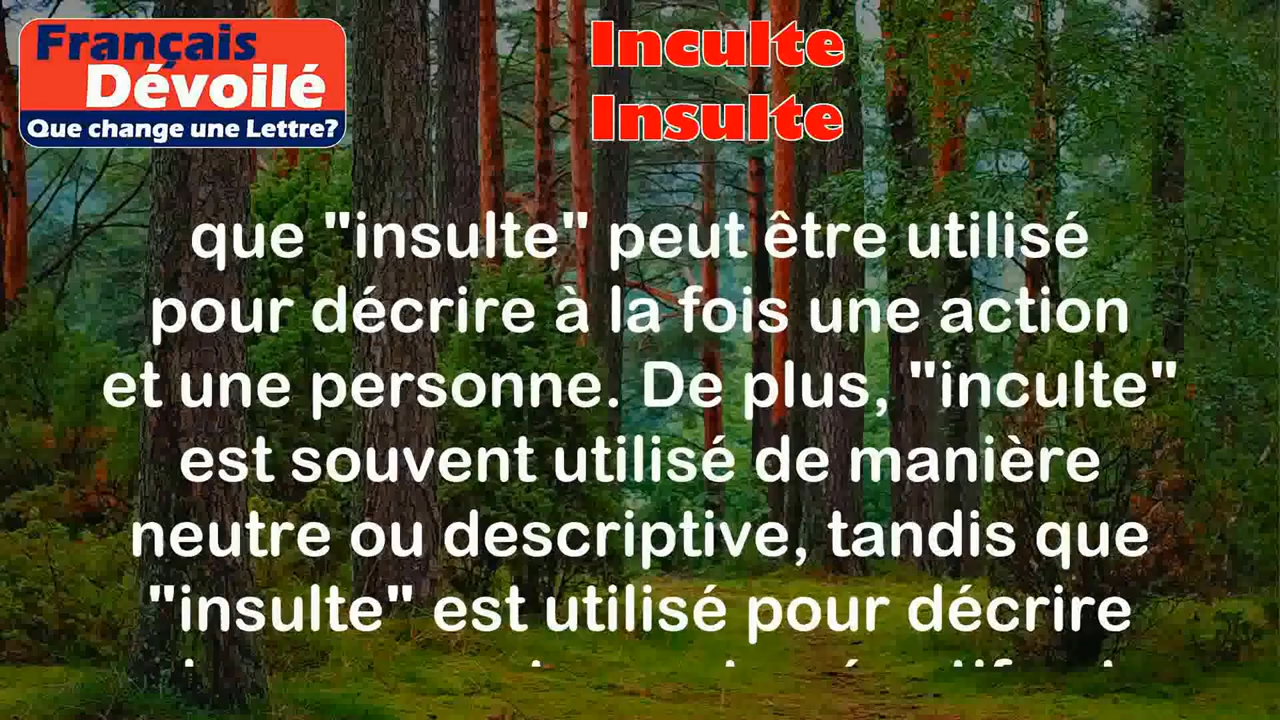 Français
Dévoilé
Que change une Lettre?
Inculte
Insulte
que "insulte" peut être utilisé
pour décrire à la fois une action
et une personne. De plus, "inculte"
est souvent utilisé de manière
neutre ou descriptive, tandis que
"insulte" est utilisé pour décrire